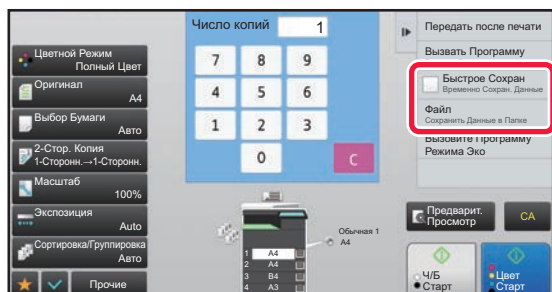 Число копий 1
Передать после печати
Вызвать Программу
Быстрое Сохран
Временно Сохран. Данные
Файл
Сохранить Данные в Папке
Вызовите Программу
Режима Эко
Цветной Режим
Полный Цвет
Оригинал
A4
Выбор Бумаги
Авто
2-Стор. Копия
1-Сторонн.→1-Сторонн.
Масштаб
100%
Экспозиция
Auto
Сортировка/Группировка
Авто
Прочие
7 8 9
4 5 6
1 2 3
0 C
Обычная 1
A4
1 A4
2 A4
3 B4
4 A3
Предварит.
Просмотр
CA
Ч/Б
Старт
Цвет
Старт